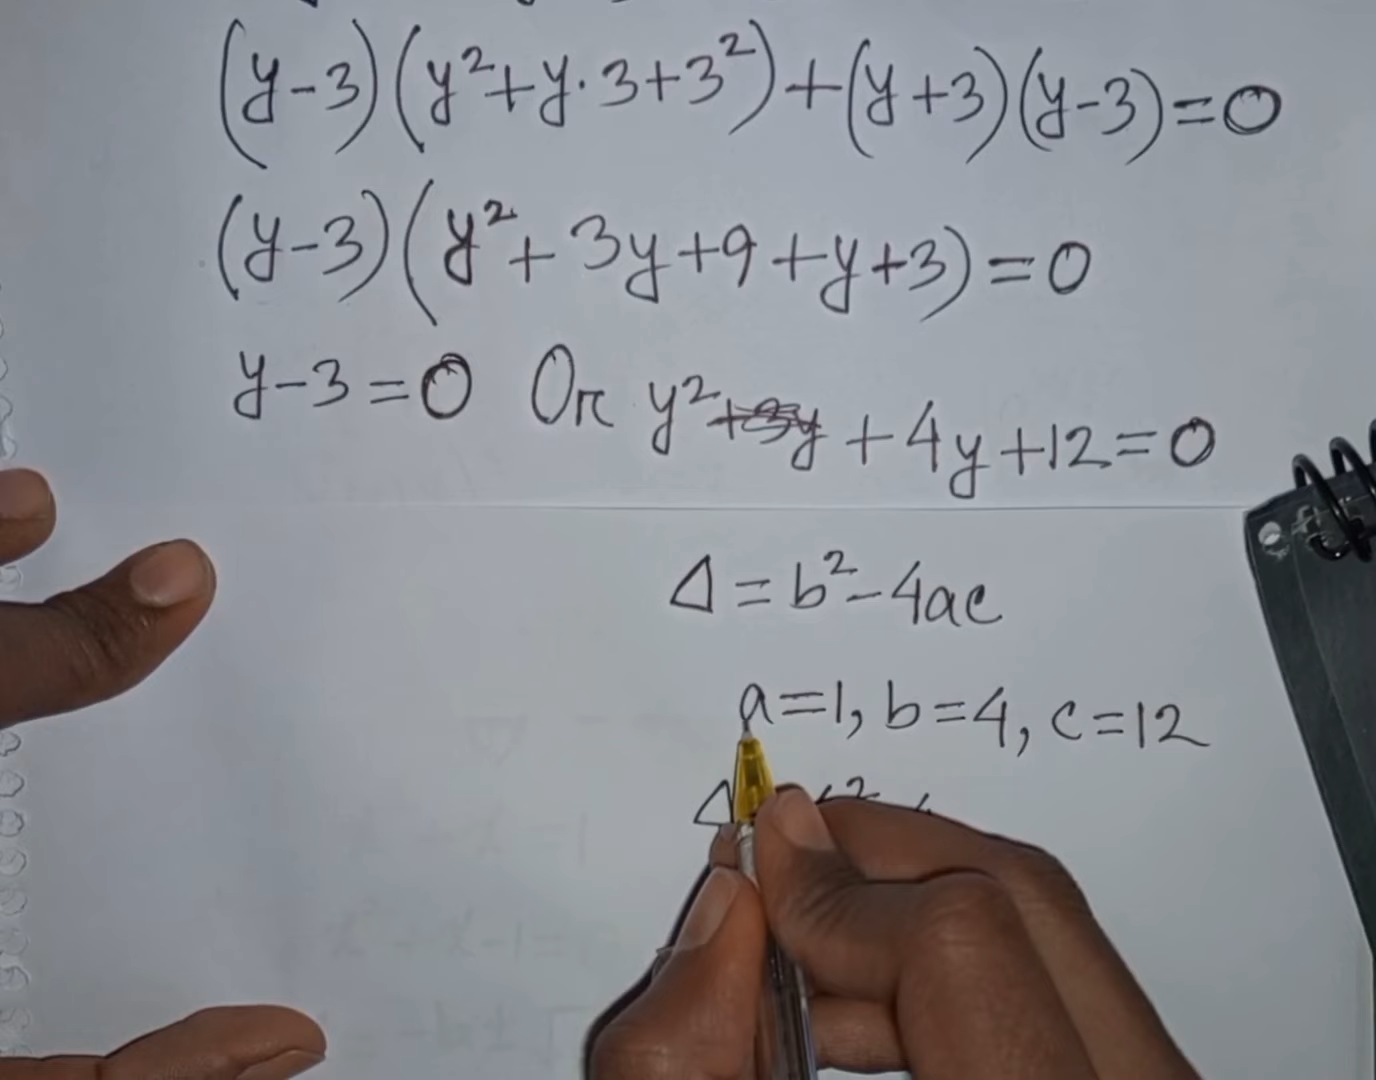 (y-3)(y²+y·3+3²)+(y+3)(y-3)=0
(y-3)(y²+3y+9+y+3)=0
y-3=0 Or y²+3y+4y+12=0
Δ=b²-4ac
a=1, b=4, c=12
Δ